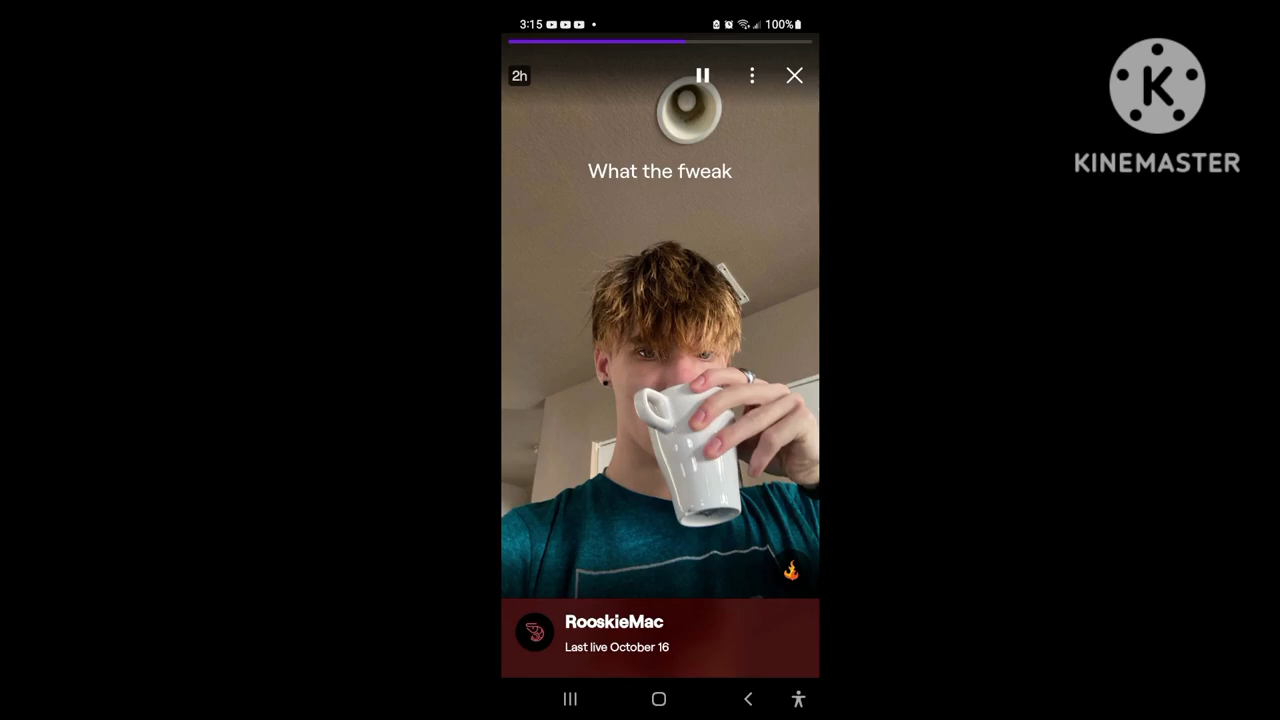 3:15
100%
2h
What the fweak
RooskieMac
Last live October 16
K
KINEMASTER